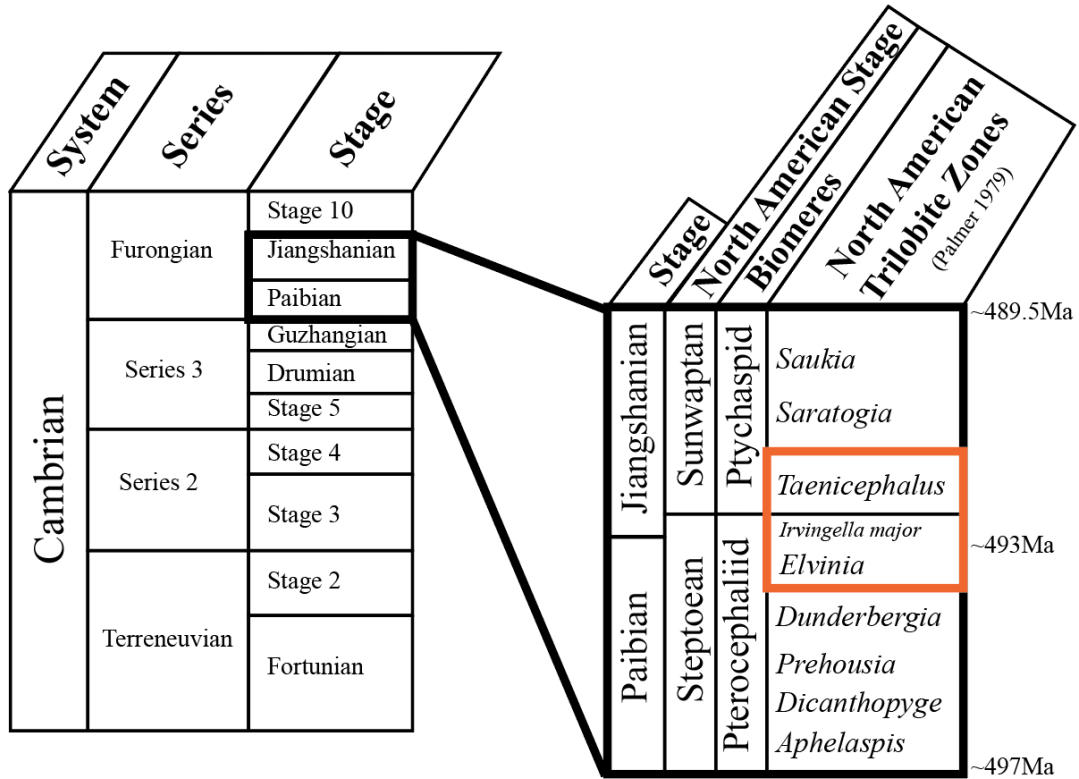 System
Series
Stage
Cambrian
Furongian
Series 3
Series 2
Terreneuvian
Stage 10
Jiangshanian
Paibian
Guzhangian
Drumian
Stage 5
Stage 4
Stage 3
Stage 2
Fortunian
Stage
North American Stage
Biomeres
North American
Trilobite Zones
(Palmer 1979)
Jiangshanian
Paibian
Sunwaptan
Steptoean
Ptychaspid
Pterocephaliid
Saukia
Saratogia
Taenicephalus
Irvingella major
Elvinia
Dunderbergia
Prehousia
Dicanthopyge
Aphelaspis
~489.5Ma
~493Ma
~497Ma